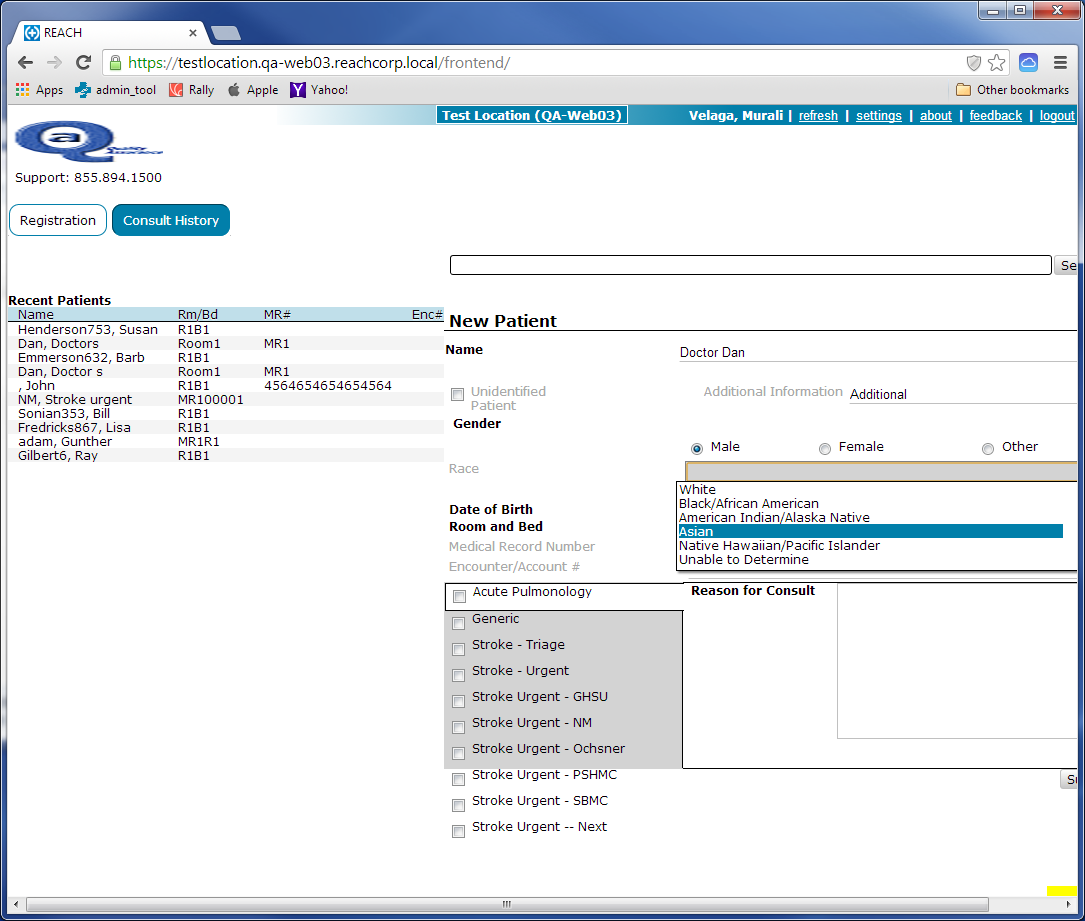 REACH
https://testlocation.qa-web03.reachcorp.local/frontend/
Apps admin_tool Rally Apple Yahoo! Other bookmarks
Test Location (QA-Web03) Velaga, Murali | refresh | settings | about | feedback | logout
Qa Quality Assurance
Support: 855.894.1500
Registration Consult History
Se
Recent Patients
Name Rm/Bd MR# Enc#
Henderson753, Susan R1B1
Dan, Doctors Room1 MR1
Emmerson632, Barb R1B1
Dan, Doctor s Room1 MR1
, John R1B1 4564654654654564
NM, Stroke urgent MR100001
Sonian353, Bill R1B1
Fredricks867, Lisa R1B1
adam, Gunther MR1R1
Gilbert6, Ray R1B1
New Patient
Name Doctor Dan
Unidentified Patient Additional Information Additional
Gender
Male Female Other
Race
White
Black/African American
American Indian/Alaska Native
Asian
Native Hawaiian/Pacific Islander
Unable to Determine
Date of Birth
Room and Bed
Medical Record Number
Encounter/Account #
Acute Pulmonology
Generic
Stroke - Triage
Stroke - Urgent
Stroke Urgent - GHSU
Stroke Urgent - NM
Stroke Urgent - Ochsner
Stroke Urgent - PSHMC
Stroke Urgent - SBMC
Stroke Urgent -- Next
Reason for Consult
Su